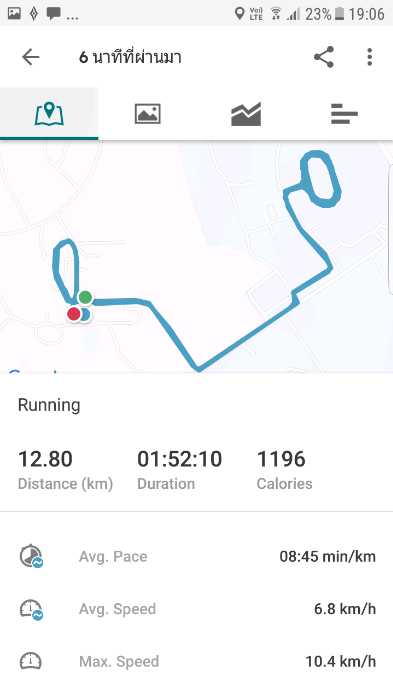 ... Vo)) LTE 23% 19:06
6 นาทีที่ผ่านมา
Running
12.80 01:52:10 1196
Distance (km) Duration Calories
Avg. Pace 08:45 min/km
Avg. Speed 6.8 km/h
Max. Speed 10.4 km/h